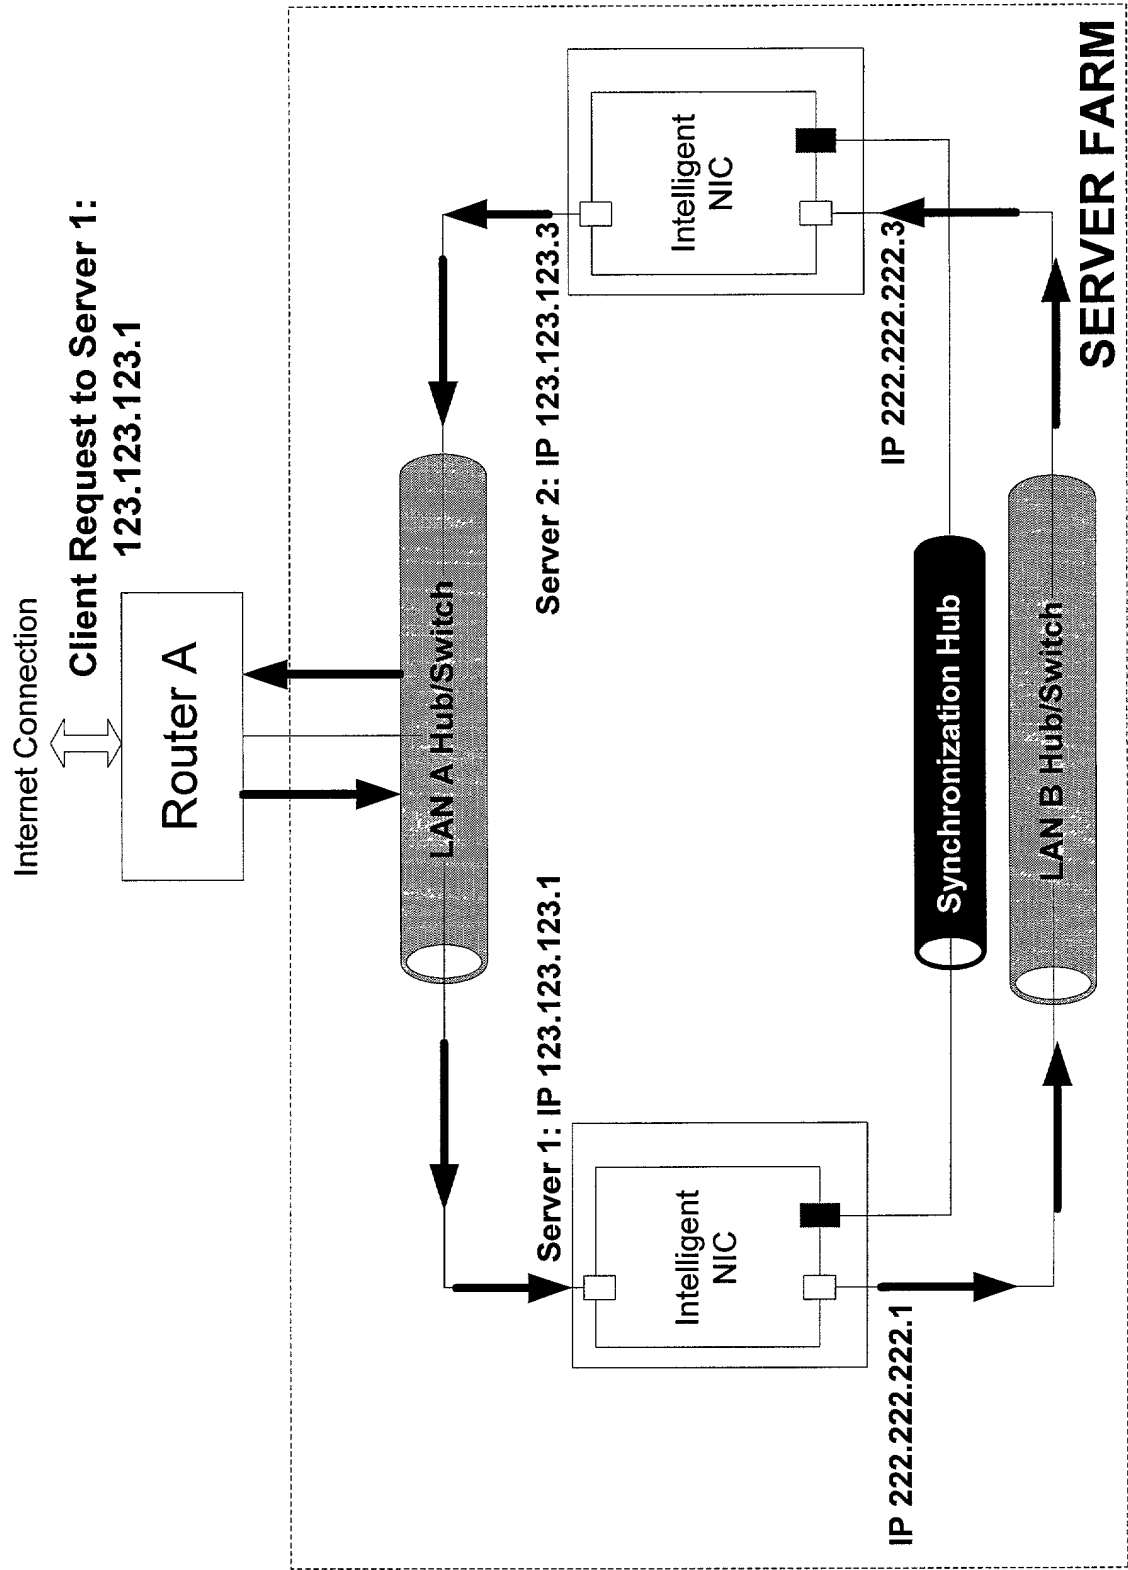 Internet Connection
Client Request to Server 1:
123.123.123.1
Router A
LAN A Hub/Switch
Server 1: IP 123.123.123.1
Server 2: IP 123.123.123.3
Intelligent
NIC
Intelligent
NIC
IP 222.222.222.1
IP 222.222.222.3
Synchronization Hub
LAN B Hub/Switch
SERVER FARM